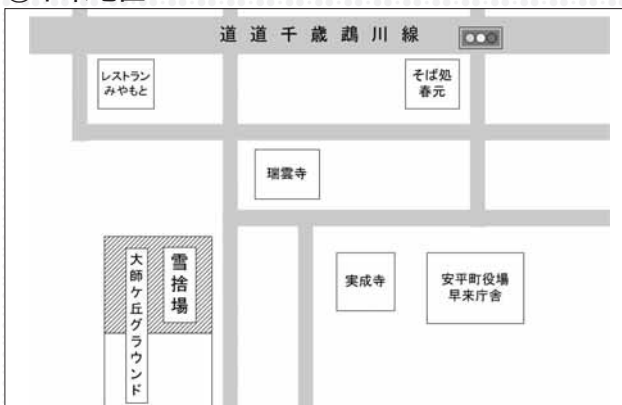 道道千歳鵡川線
レストラン
みやもと
そば処
春元
瑞雲寺
大師ケ丘グラウンド
雪捨場
実成寺
安平町役場
早来庁舎